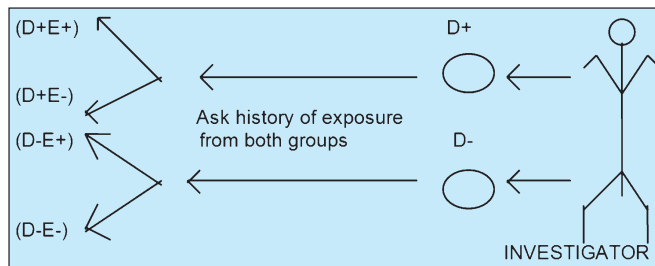 (D+E+)
D+
(D+E-)
Ask history of exposure
from both groups
(D-E+)
D-
(D-E-)
INVESTIGATOR